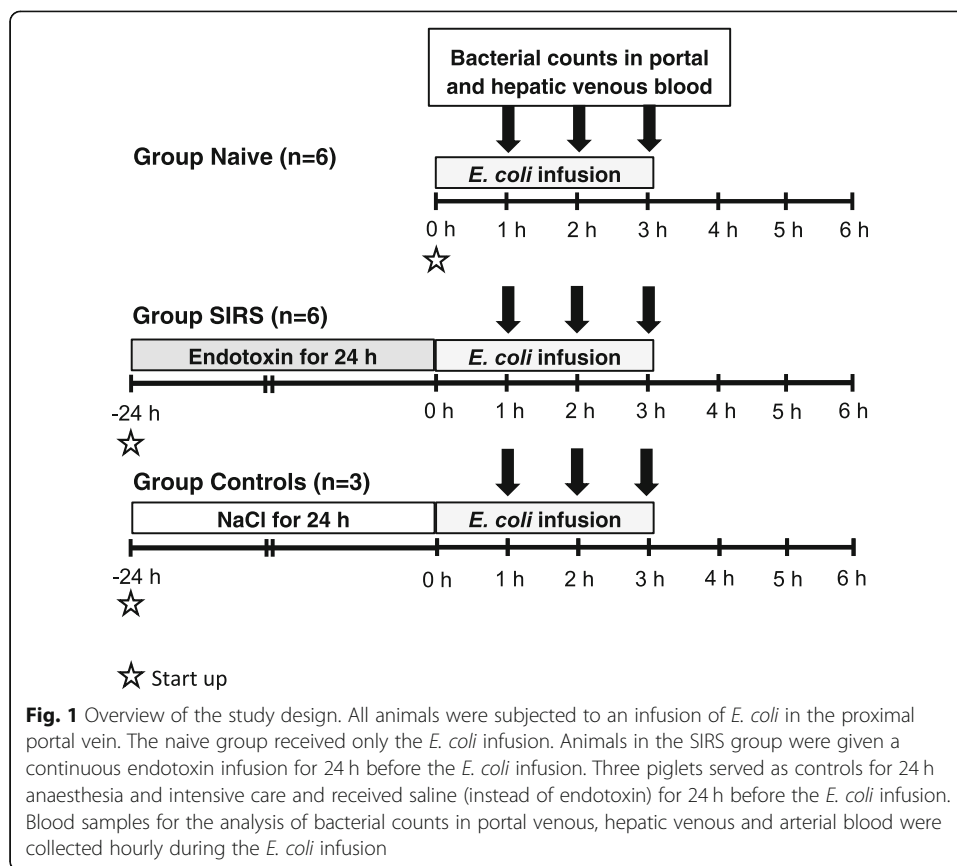 Bacterial counts in portal
and hepatic venous blood
Group Naive (n=6)
E. coli infusion
0 h 1 h 2 h 3 h 4 h 5 h 6 h
Group SIRS (n=6)
Endotoxin for 24 h E. coli infusion
-24 h 0 h 1 h 2 h 3 h 4 h 5 h 6 h
Group Controls (n=3)
NaCl for 24 h E. coli infusion
-24 h 0 h 1 h 2 h 3 h 4 h 5 h 6 h
Start up
Fig. 1 Overview of the study design. All animals were subjected to an infusion of E. coli in the proximal
portal vein. The naive group received only the E. coli infusion. Animals in the SIRS group were given a
continuous endotoxin infusion for 24 h before the E. coli infusion. Three piglets served as controls for 24 h
anaesthesia and intensive care and received saline (instead of endotoxin) for 24 h before the E. coli infusion.
Blood samples for the analysis of bacterial counts in portal venous, hepatic venous and arterial blood were
collected hourly during the E. coli infusion